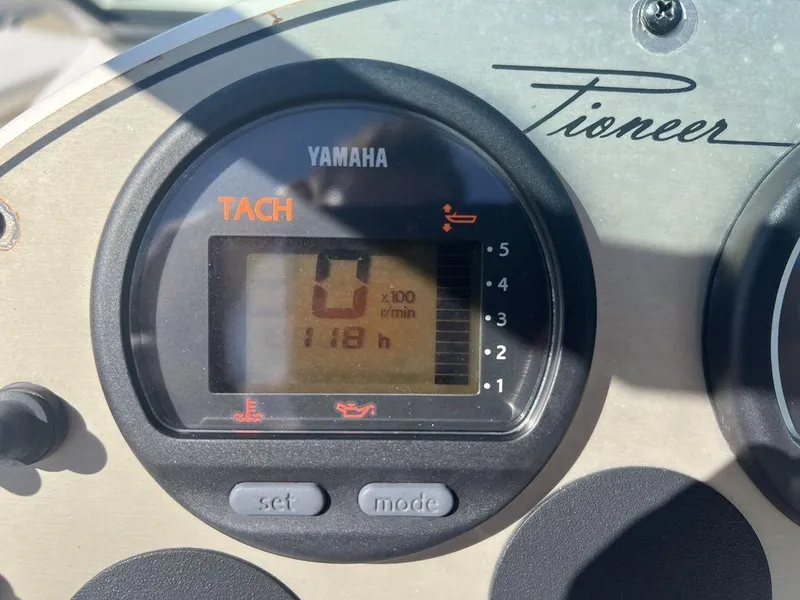 Pioneer
YAMAHA
TACH
0
x100
r/min
118 h
5
4
3
2
1
set
mode